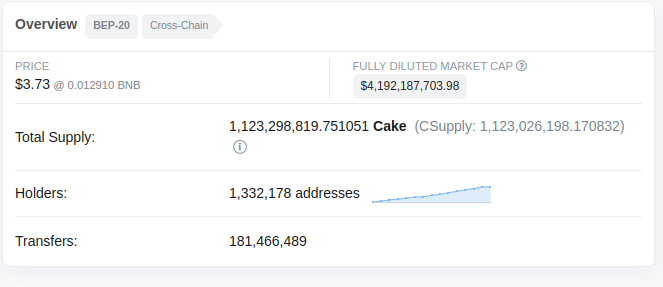 Overview BEP-20 Cross-Chain
PRICE
$3.73 @ 0.012910 BNB
FULLY DILUTED MARKET CAP
$4,192,187,703.98
Total Supply: 1,123,298,819.751051 Cake (CSupply: 1,123,026,198.170832)
Holders: 1,332,178 addresses
Transfers: 181,466,489